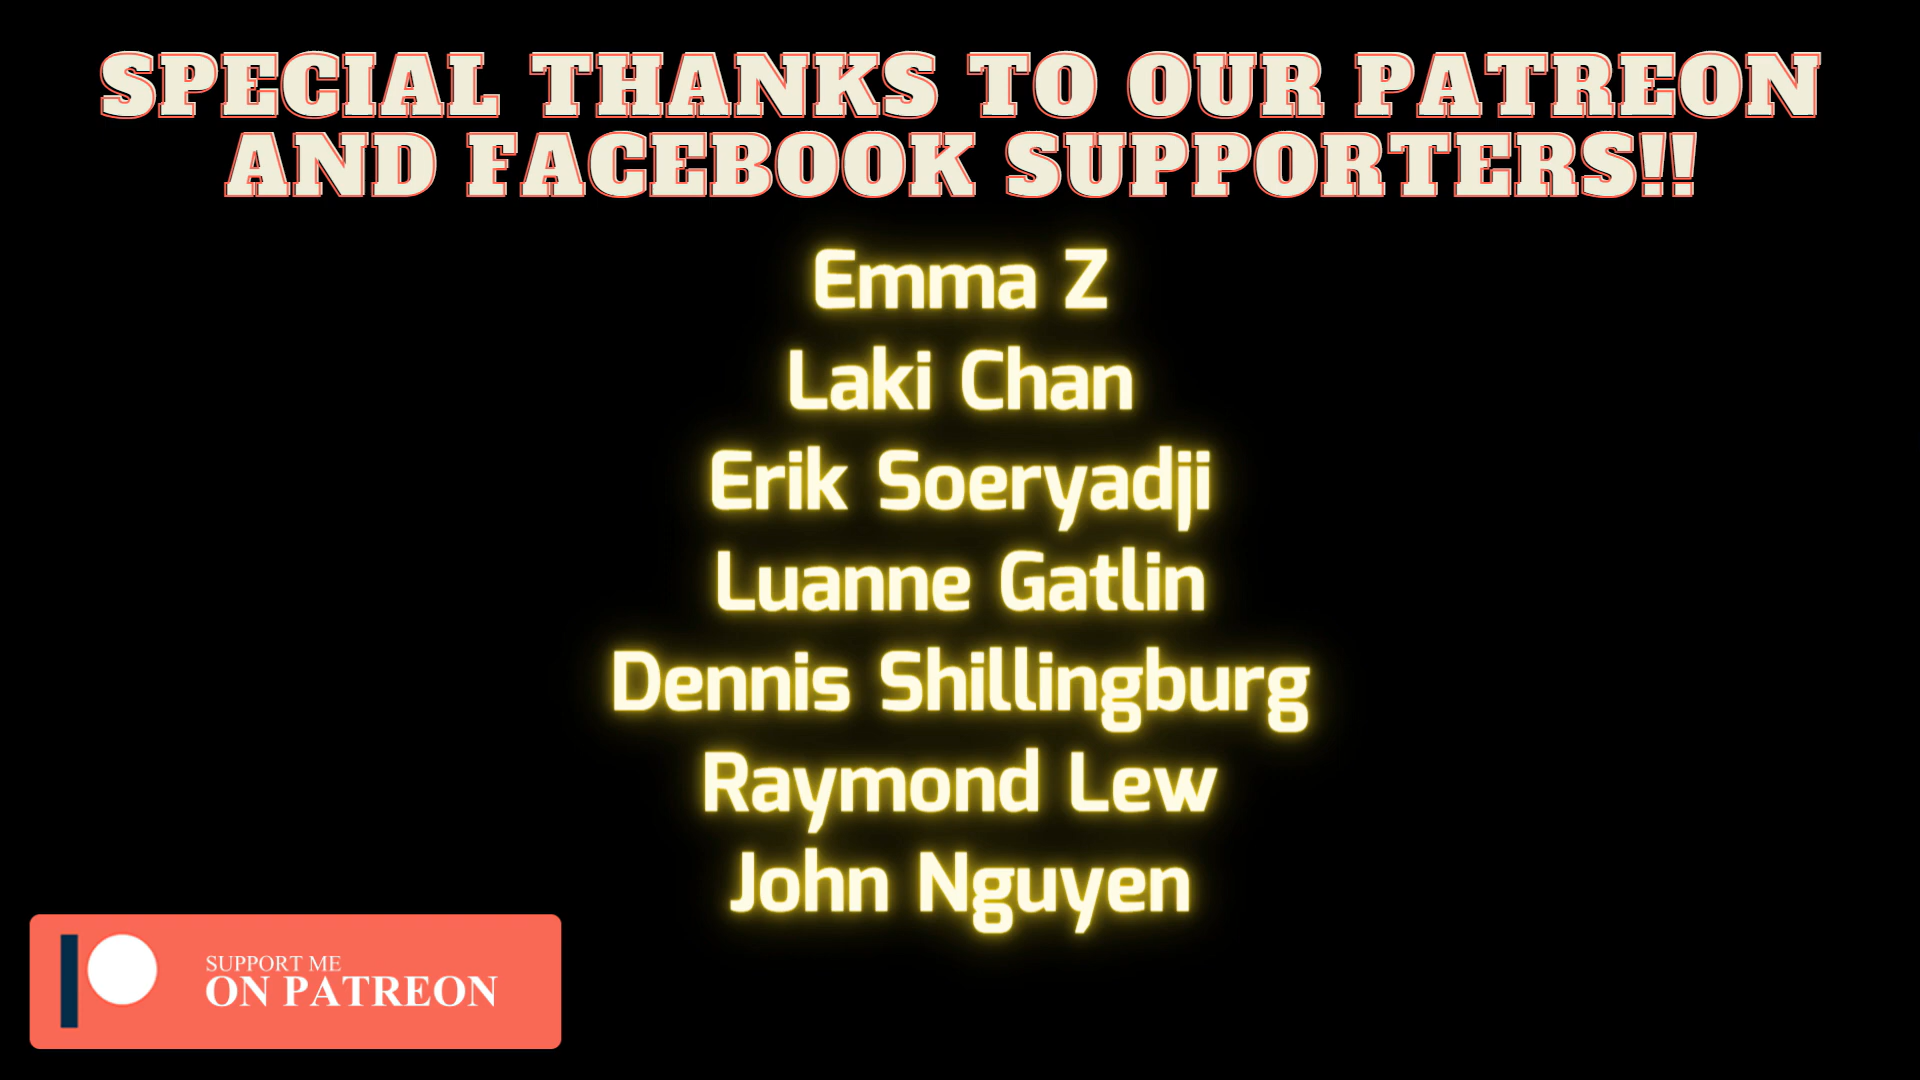 SPECIAL THANKS TO OUR PATREON
AND FACEBOOK SUPPORTERS!!
Emma Z
Laki Chan
Erik Soeryadji
Luanne Gatlin
Dennis Shillingburg
Raymond Lew
John Nguyen
SUPPORT ME
ON PATREON